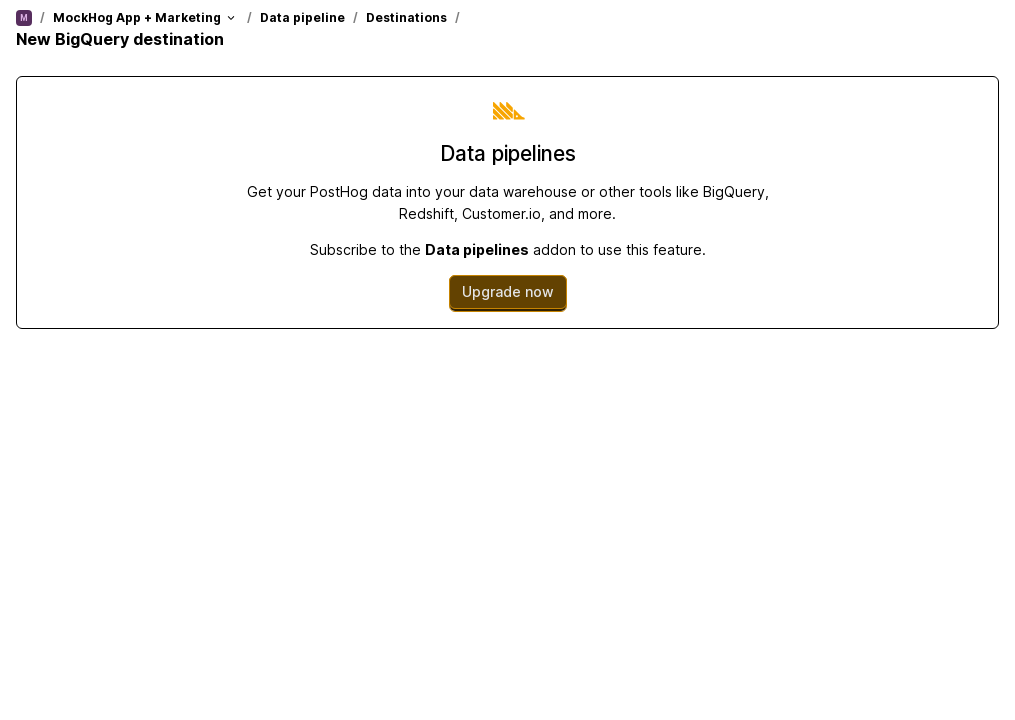 M / MockHog App + Marketing / Data pipeline / Destinations /
New BigQuery destination
Data pipelines
Get your PostHog data into your data warehouse or other tools like BigQuery,
Redshift, Customer.io, and more.
Subscribe to the Data pipelines addon to use this feature.
Upgrade now